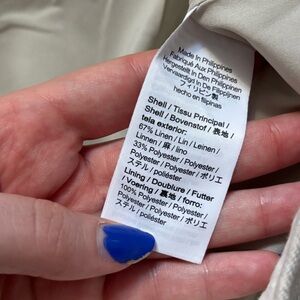 Made in Philippines
Fabriqué Aux Philippines
Hergestellt In Den Philippinen
Vervaardigd In De Filippijnen
フィリピン製
hecho en filipinas
Shell / Tissu Principal /
Shell / Bovenstof / 表地 /
tela exterior:
67% Linen / Lin / Leinen /
Linnen / 麻 / lino
33% Polyester / Polyester /
Polyester / Polyester / ポリエ
ステル / poliéster
Lining / Doublure / Futter
/ Voering / 裏地 / forro:
100% Polyester / Polyester
/ Polyester / Polyester / ポリエ
ステル / poliéster